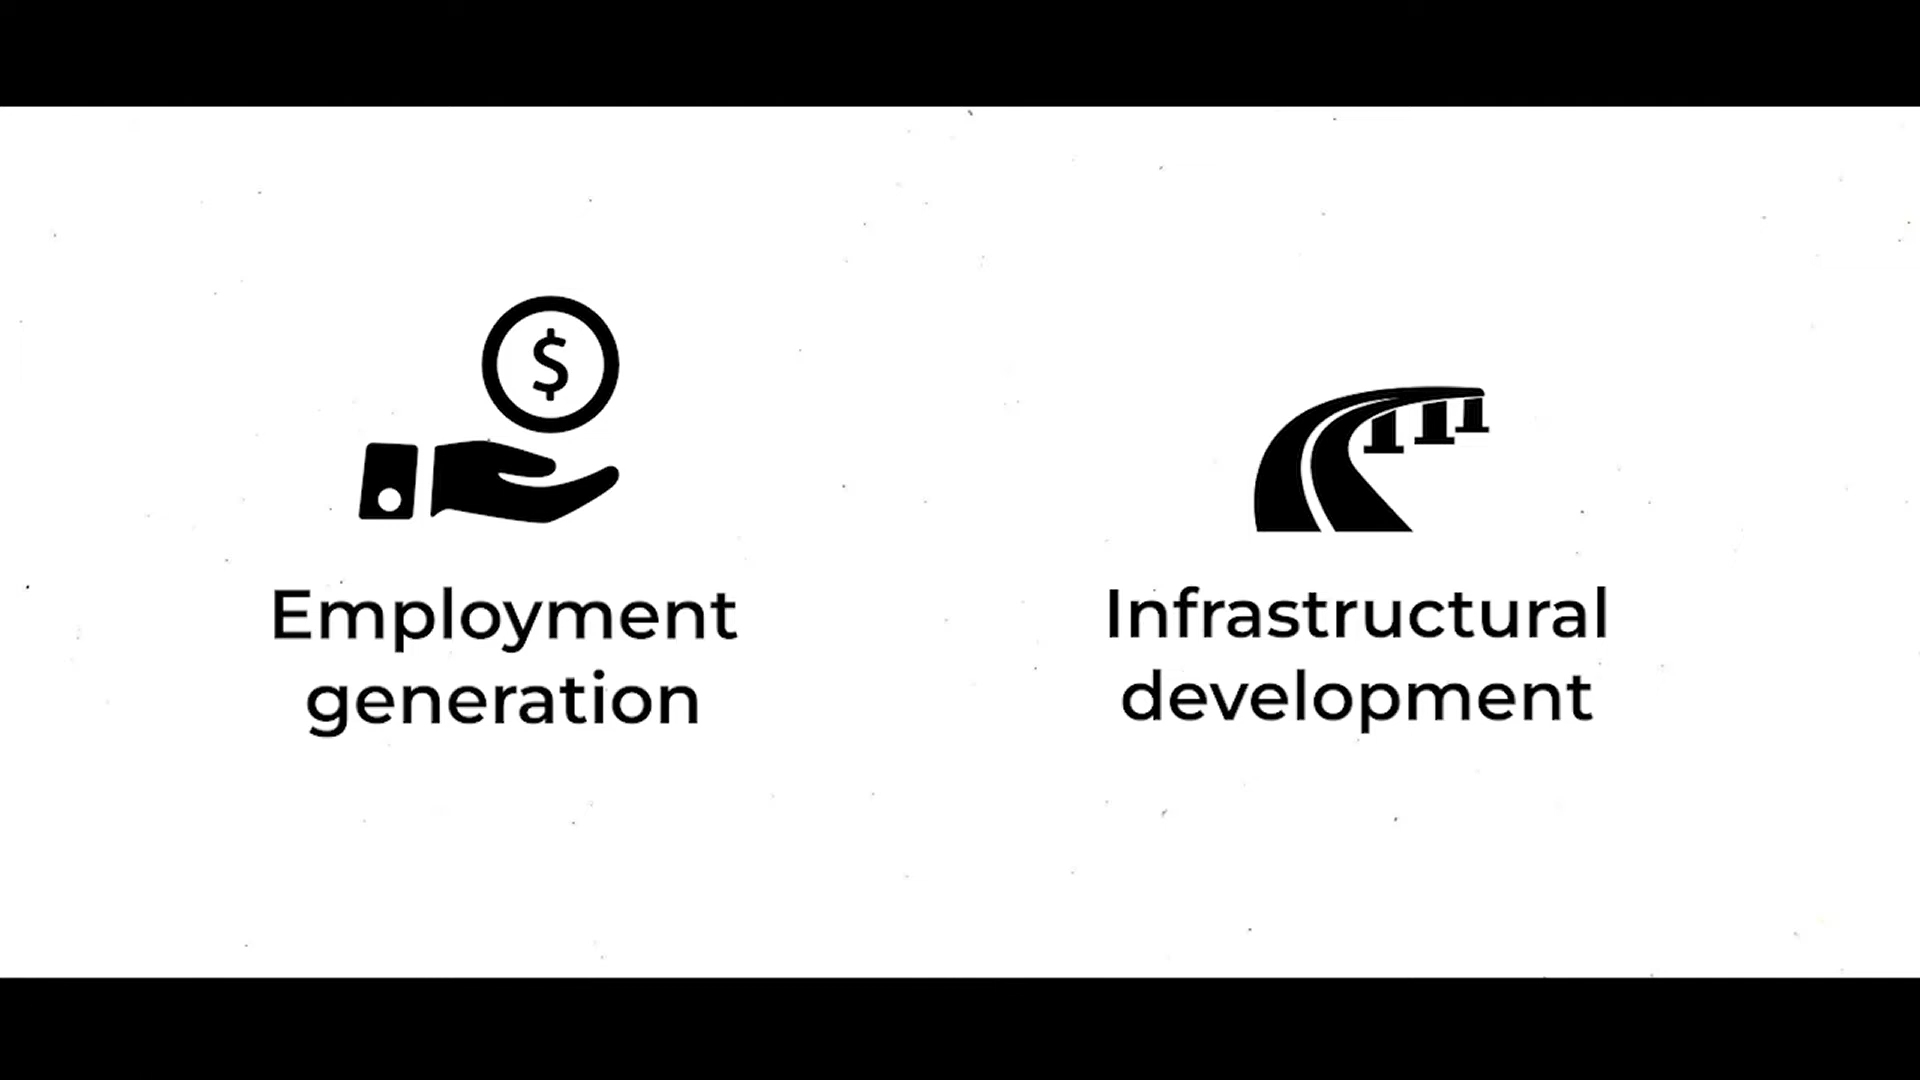 $
Employment
generation
Infrastructural
development